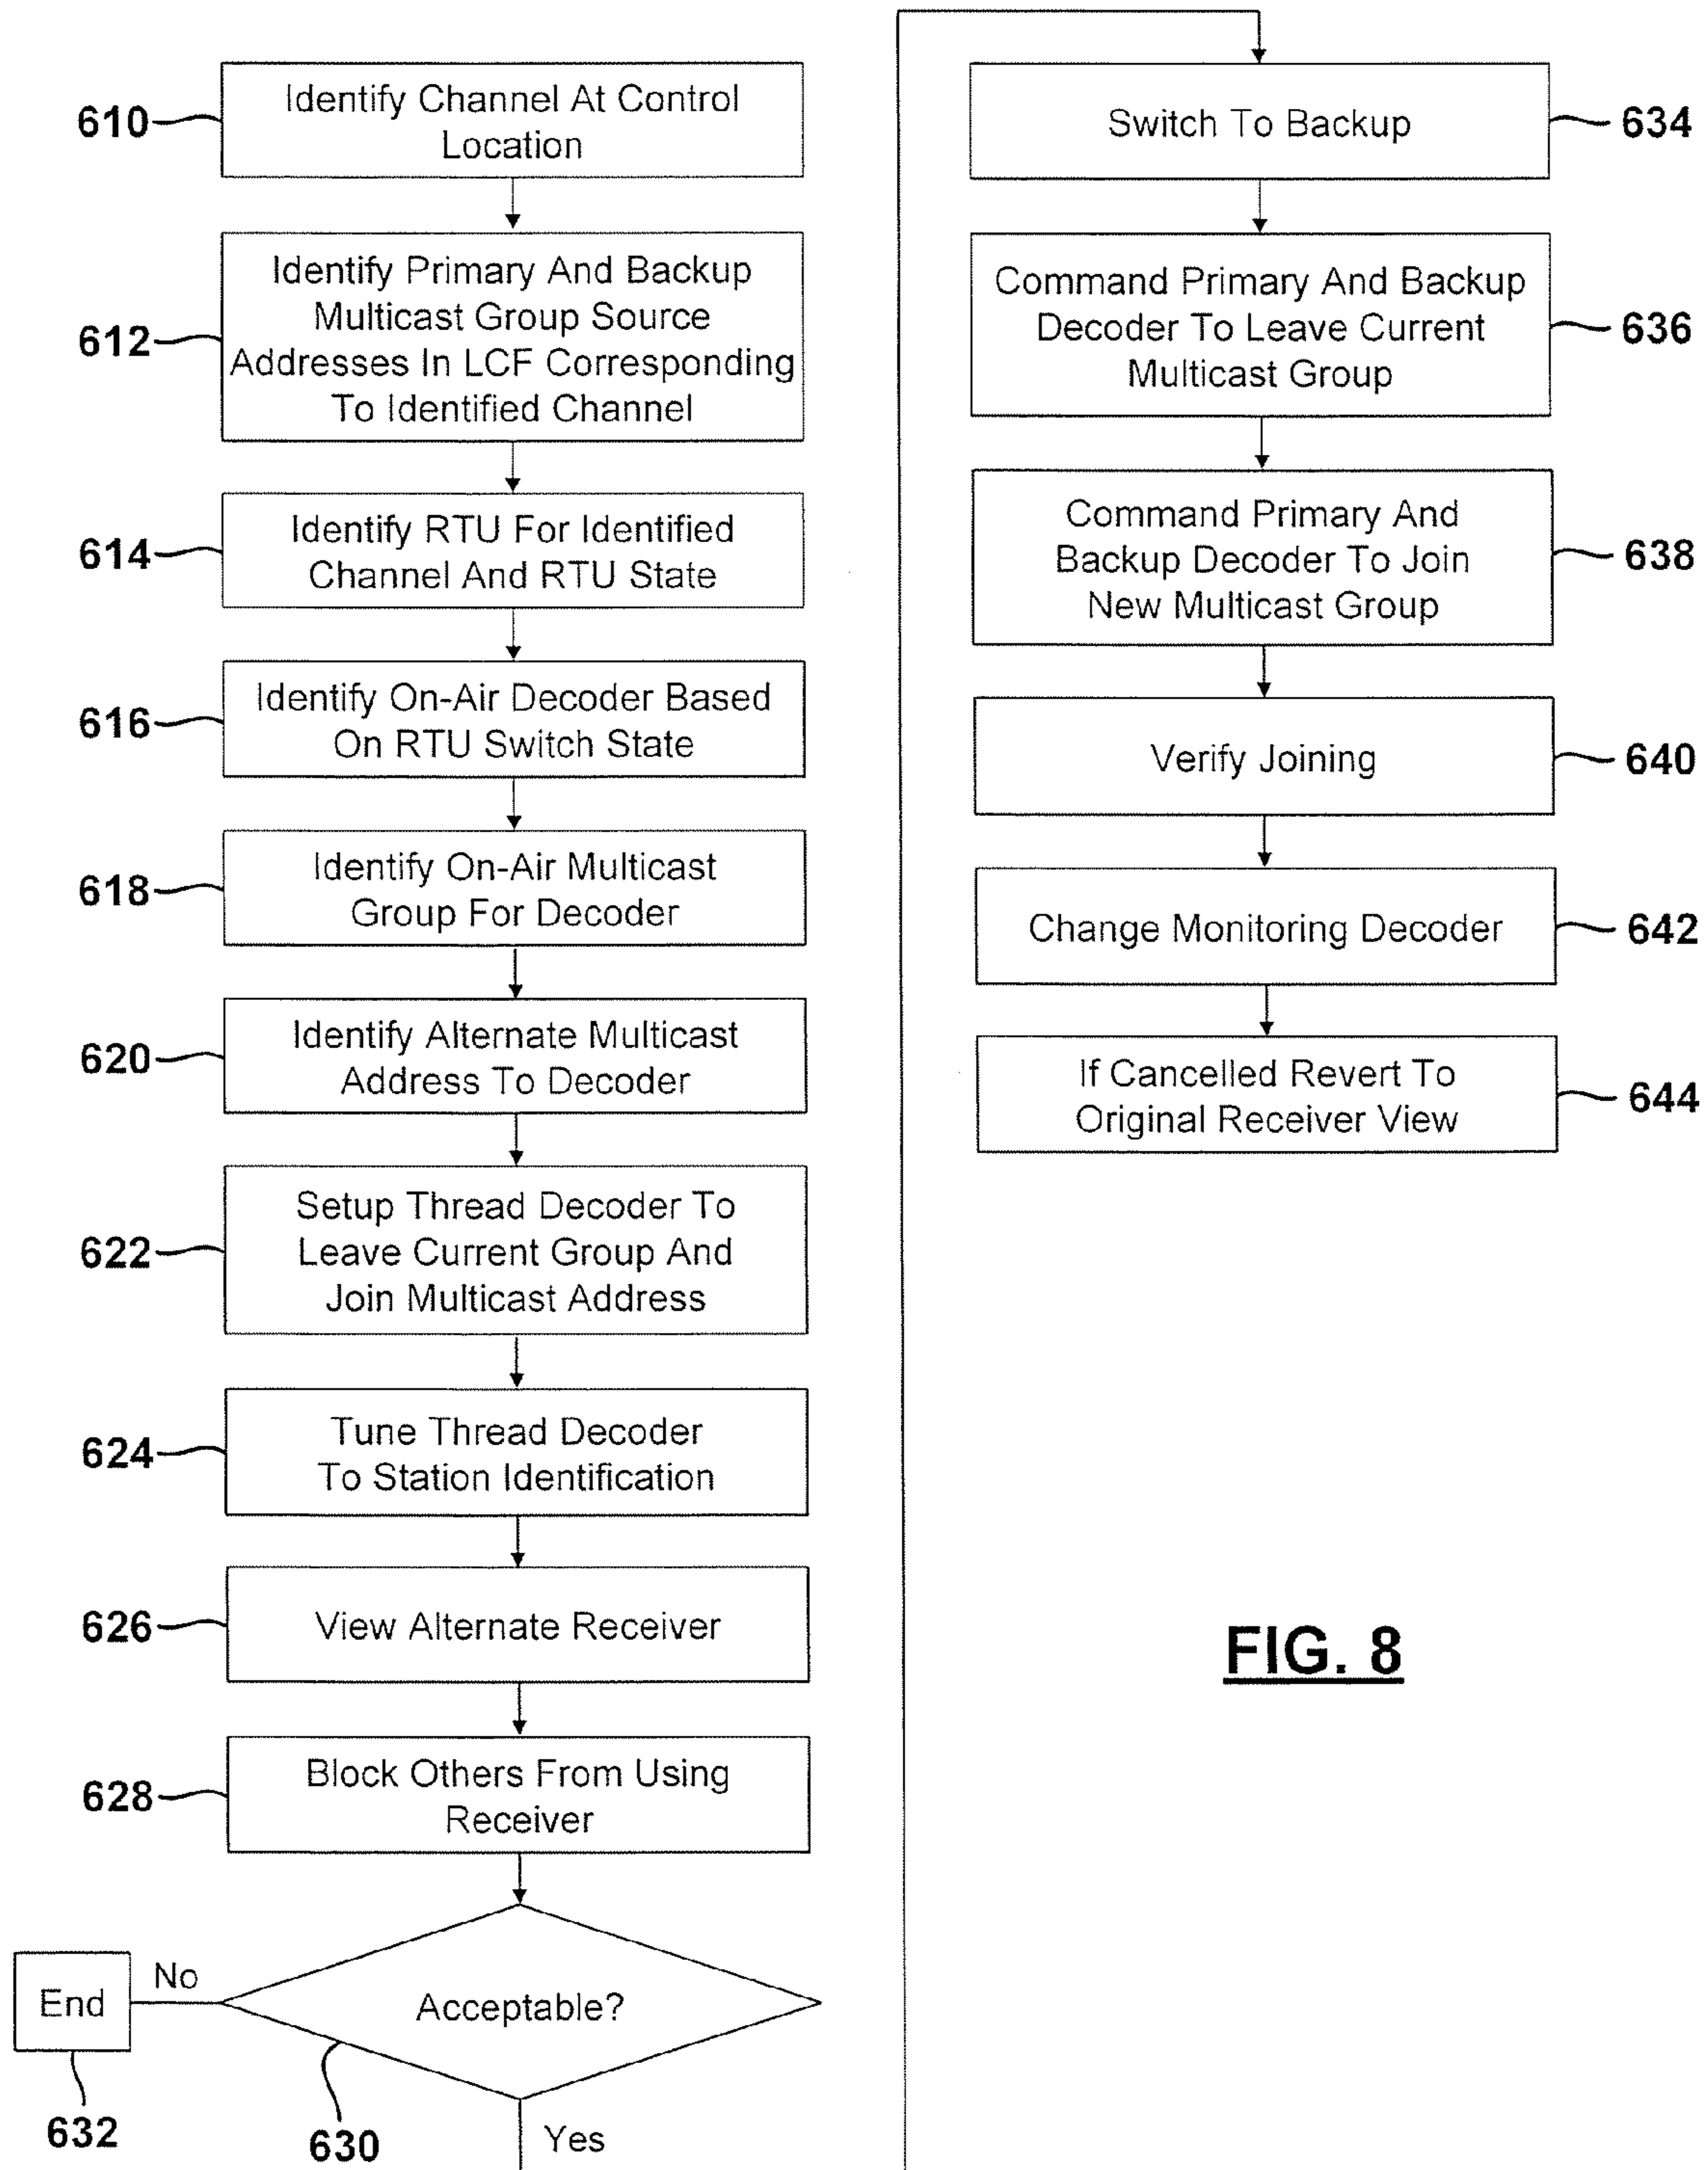 610
Identify Channel At Control
Location
612
Identify Primary And Backup
Multicast Group Source
Addresses In LCF Corresponding
To Identified Channel
614
Identify RTU For Identified
Channel And RTU State
616
Identify On-Air Decoder Based
On RTU Switch State
618
Identify On-Air Multicast
Group For Decoder
620
Identify Alternate Multicast
Address To Decoder
622
Setup Thread Decoder To
Leave Current Group And
Join Multicast Address
624
Tune Thread Decoder
To Station Identification
626
View Alternate Receiver
628
Block Others From Using
Receiver
Acceptable?
No
End
632
630
Yes
Switch To Backup
634
Command Primary And Backup
Decoder To Leave Current
Multicast Group
636
Command Primary And
Backup Decoder To Join
New Multicast Group
638
Verify Joining
640
Change Monitoring Decoder
642
If Cancelled Revert To
Original Receiver View
644
FIG. 8